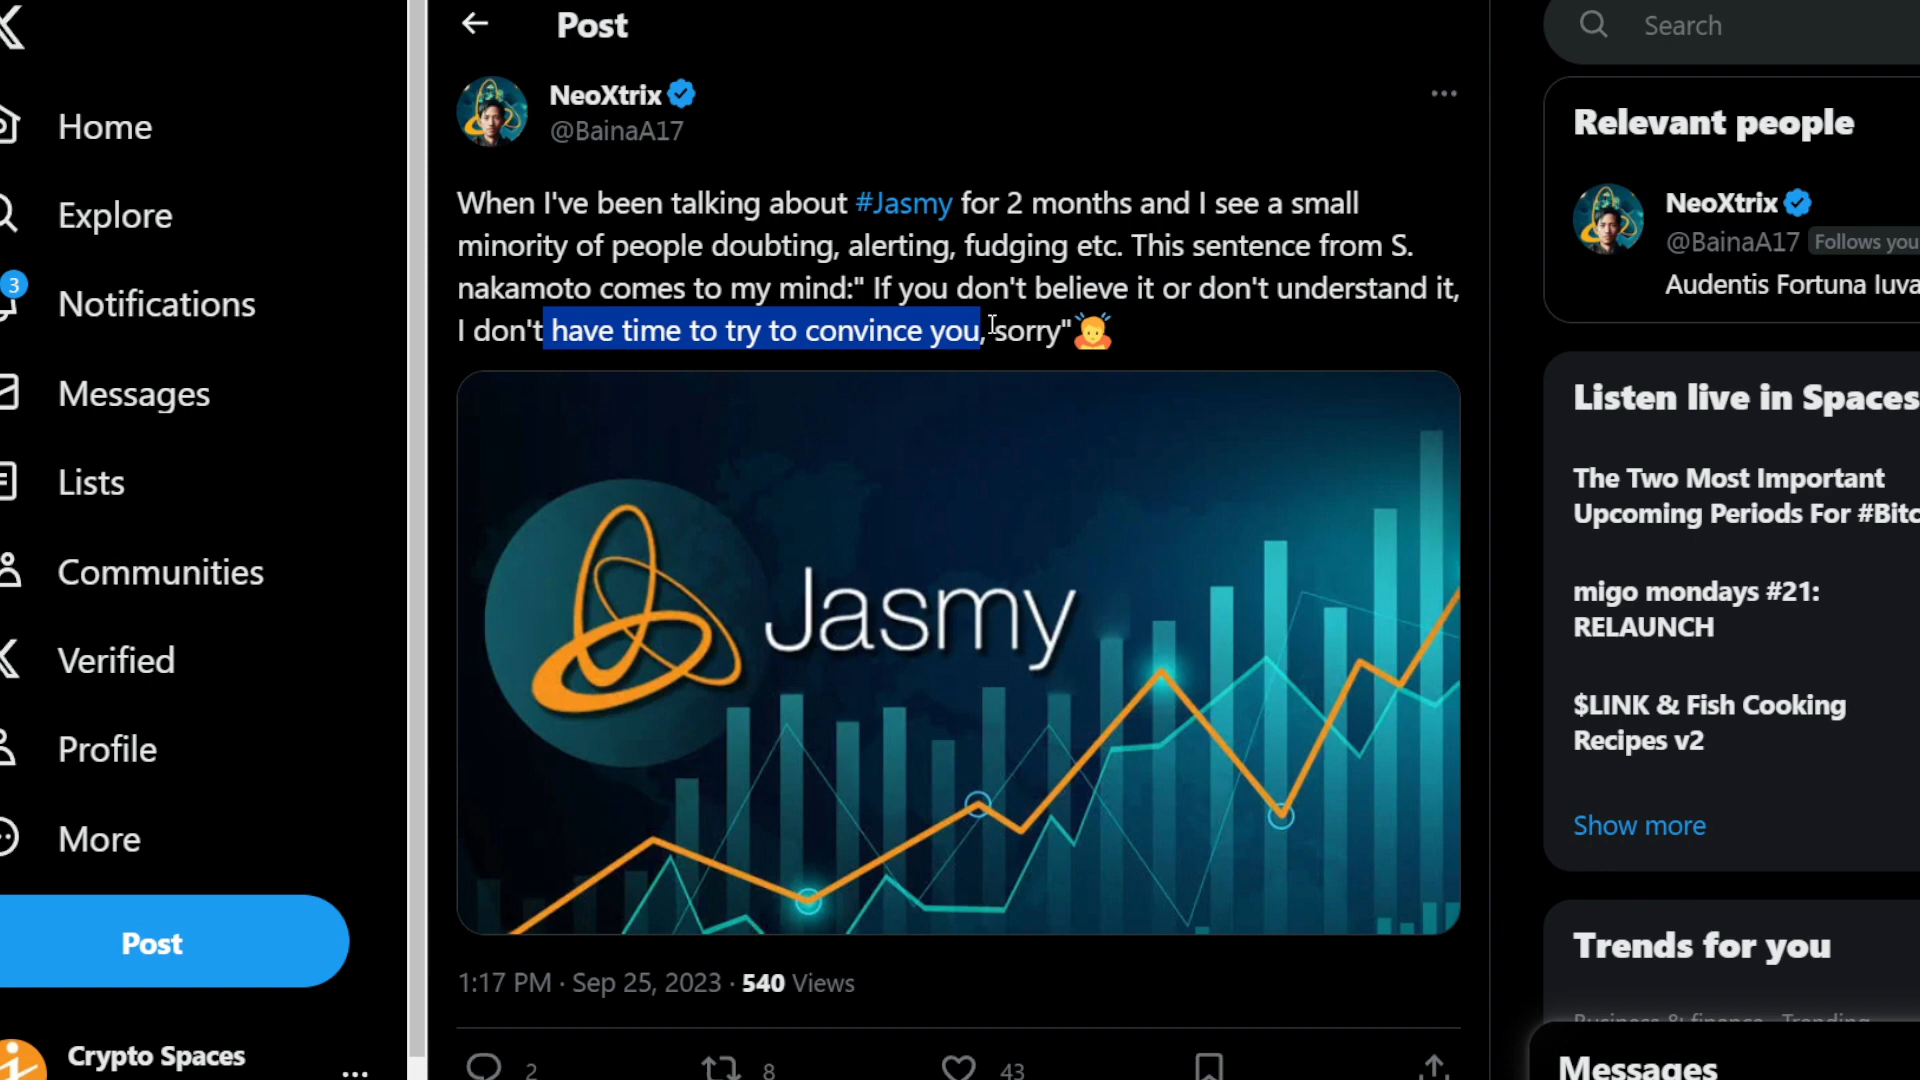 Post
Search
NeoXtrix
@BainaA17
When I've been talking about #Jasmy for 2 months and I see a small
minority of people doubting, alerting, fudging etc. This sentence from S.
nakamoto comes to my mind:" If you don't believe it or don't understand it,
I don't have time to try to convince you, sorry"
Jasmy
1:17 PM · Sep 25, 2023 · 540 Views
2
8
43
Home
Explore
3
Notifications
Messages
Lists
Communities
Verified
Profile
More
Post
Crypto Spaces
Relevant people
NeoXtrix
@BainaA17 Follows you
Audentis Fortuna Iuva
Listen live in Spaces
The Two Most Important
Upcoming Periods For #Bitc
migo mondays #21:
RELAUNCH
$LINK & Fish Cooking
Recipes v2
Show more
Trends for you
Business & finance · Trending
Messages